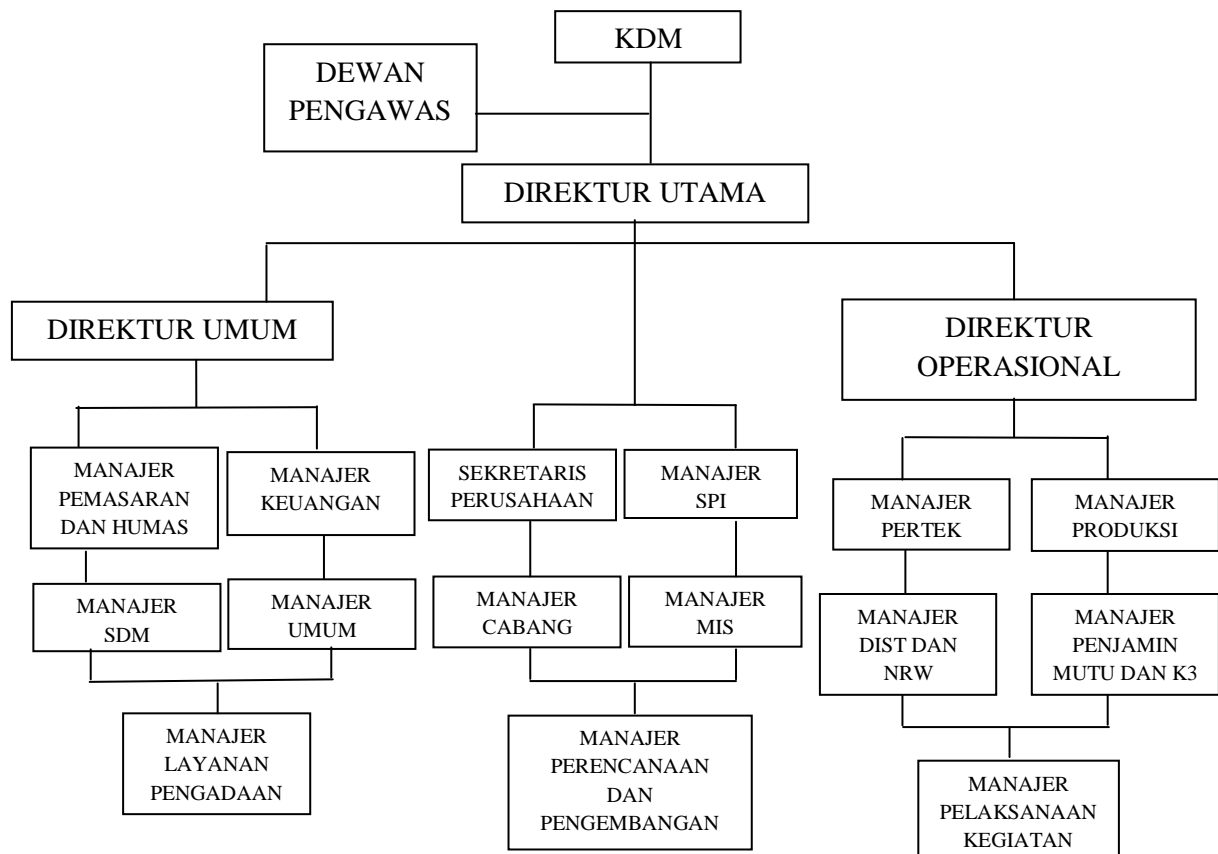 KDM
DEWAN
PENGAWAS
DIREKTUR UTAMA
DIREKTUR UMUM
DIREKTUR
OPERASIONAL
MANAJER
PEMASARAN
DAN HUMAS
MANAJER
KEUANGAN
SEKRETARIS
PERUSAHAAN
MANAJER
SPI
MANAJER
PERTEK
MANAJER
PRODUKSI
MANAJER
SDM
MANAJER
UMUM
MANAJER
CABANG
MANAJER
MIS
MANAJER
DIST DAN
NRW
MANAJER
PENJAMIN
MUTU DAN K3
MANAJER
LAYANAN
PENGADAAN
MANAJER
PERENCANAAN
DAN
PENGEMBANGAN
MANAJER
PELAKSANAAN
KEGIATAN